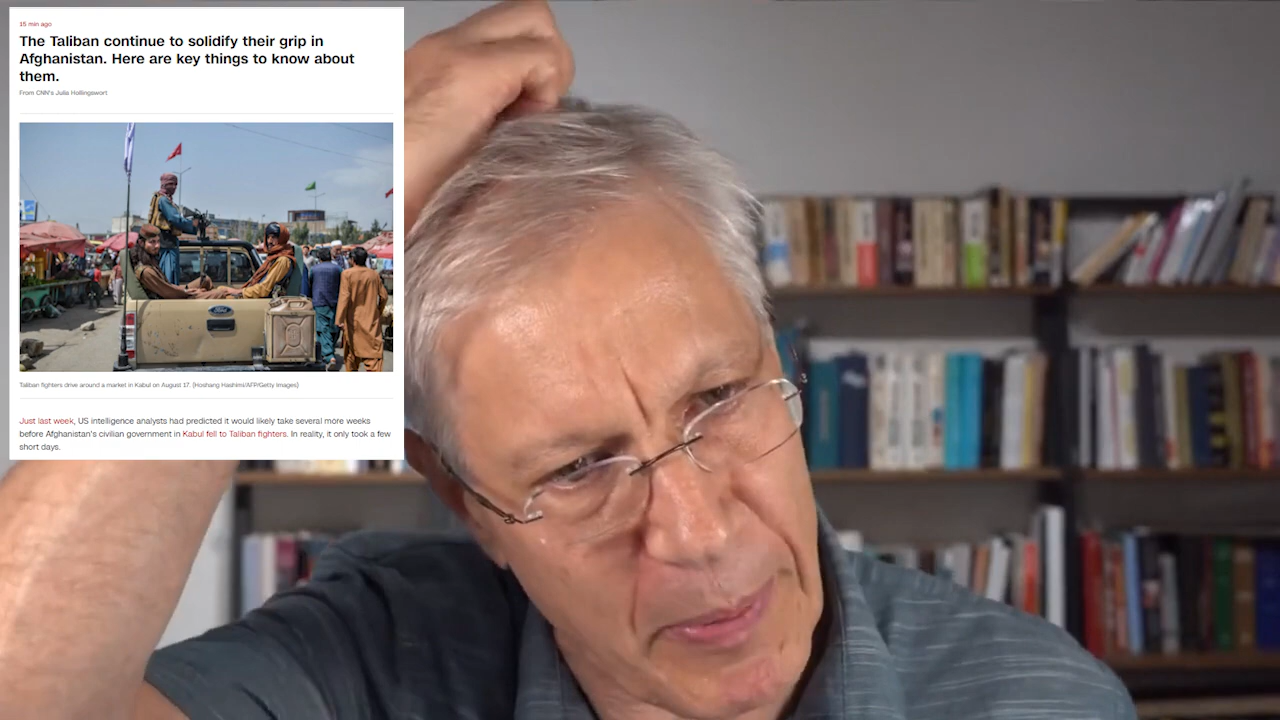 15 min ago
The Taliban continue to solidify their grip in
Afghanistan. Here are key things to know about
them.
From CNN's Julia Hollingswort
Taliban fighters drive around a market in Kabul on August 17. (Hoshang Hashimi/AFP/Getty Images)
Just last week, US intelligence analysts had predicted it would likely take several more weeks
before Afghanistan's civilian government in Kabul fell to Taliban fighters. In reality, it only took a few
short days.